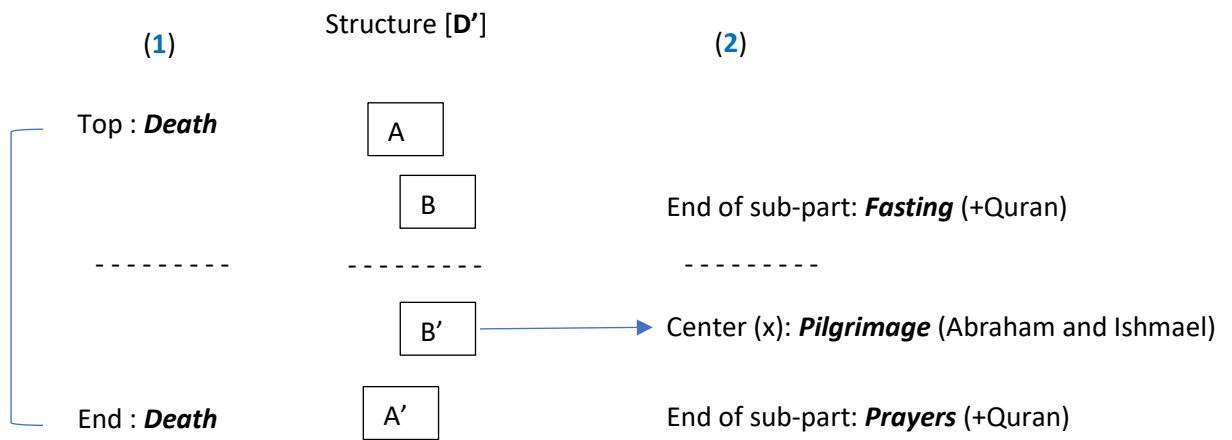 Structure [D’]
(1) (2)
Top : Death A
B End of sub-part: Fasting (+Quran)
- - - - - - - - - - - - - - - - - - - - - - - - - - -
B’ Center (x): Pilgrimage (Abraham and Ishmael)
End : Death A’ End of sub-part: Prayers (+Quran)